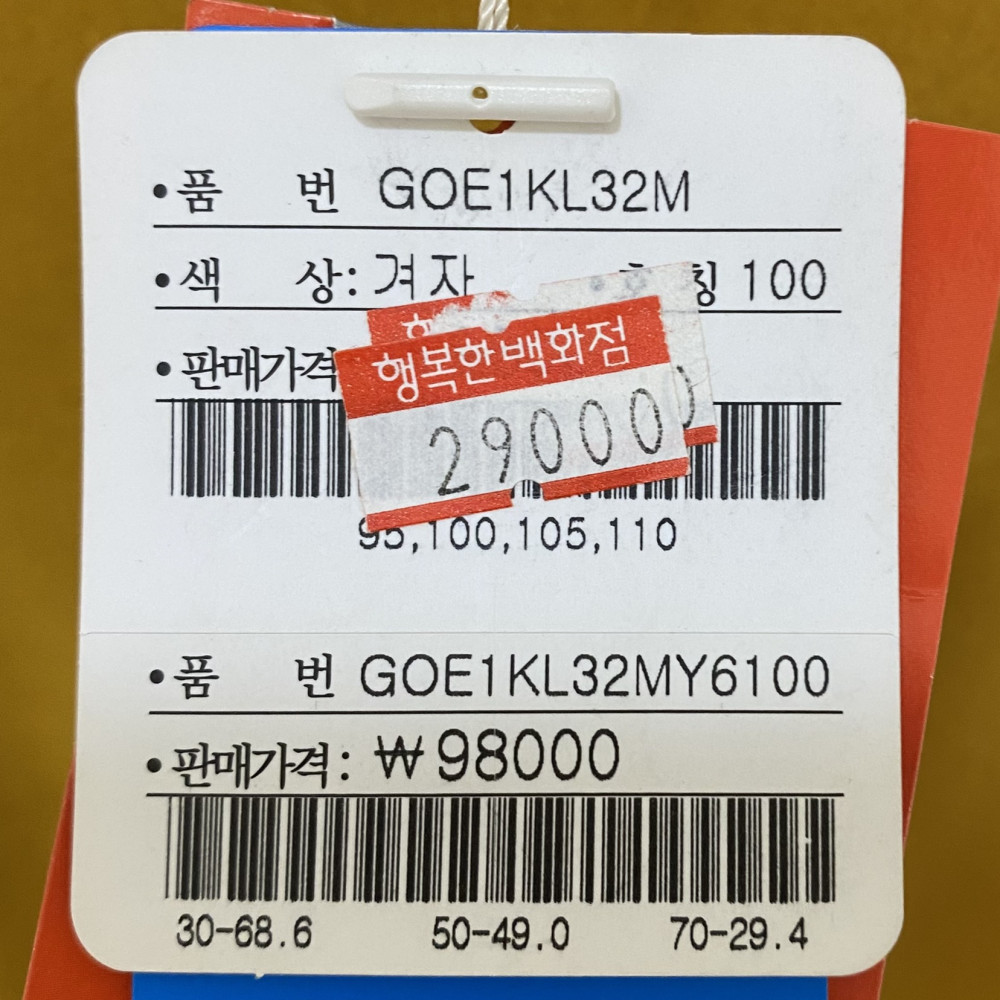 •품 번 GOE1KL32M
•색 상: 겨자 칭 100
•판매가격
행복한백화점
29000
95,100,105,110
•품 번 GOE1KL32MY6100
•판매가격: ₩98000
30-68.6 50-49.0 70-29.4